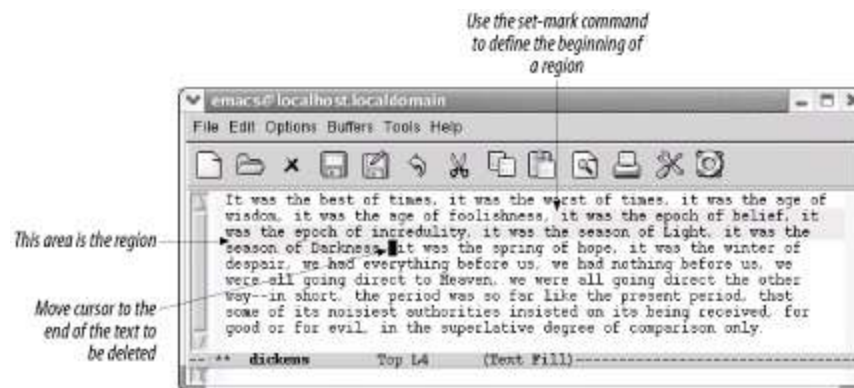 Use the set-mark command
to define the beginning of
a region
emacs@localhost.localdomain
File Edit Options Buffers Tools Help
It was the best of times, it was the worst of times, it was the age of
wisdom, it was the age of foolishness, it was the epoch of belief, it
was the epoch of incredulity, it was the season of Light, it was the
season of Darkness, it was the spring of hope, it was the winter of
despair, we had everything before us, we had nothing before us, we
were all going direct to Heaven, we were all going direct the other
way--in short, the period was so far like the present period, that
some of its noisiest authorities insisted on its being received, for
good or for evil, in the superlative degree of comparison only.
--:** dickens Top L4 (Text Fill)--
This area is the region
Move cursor to the
end of the text to
be deleted